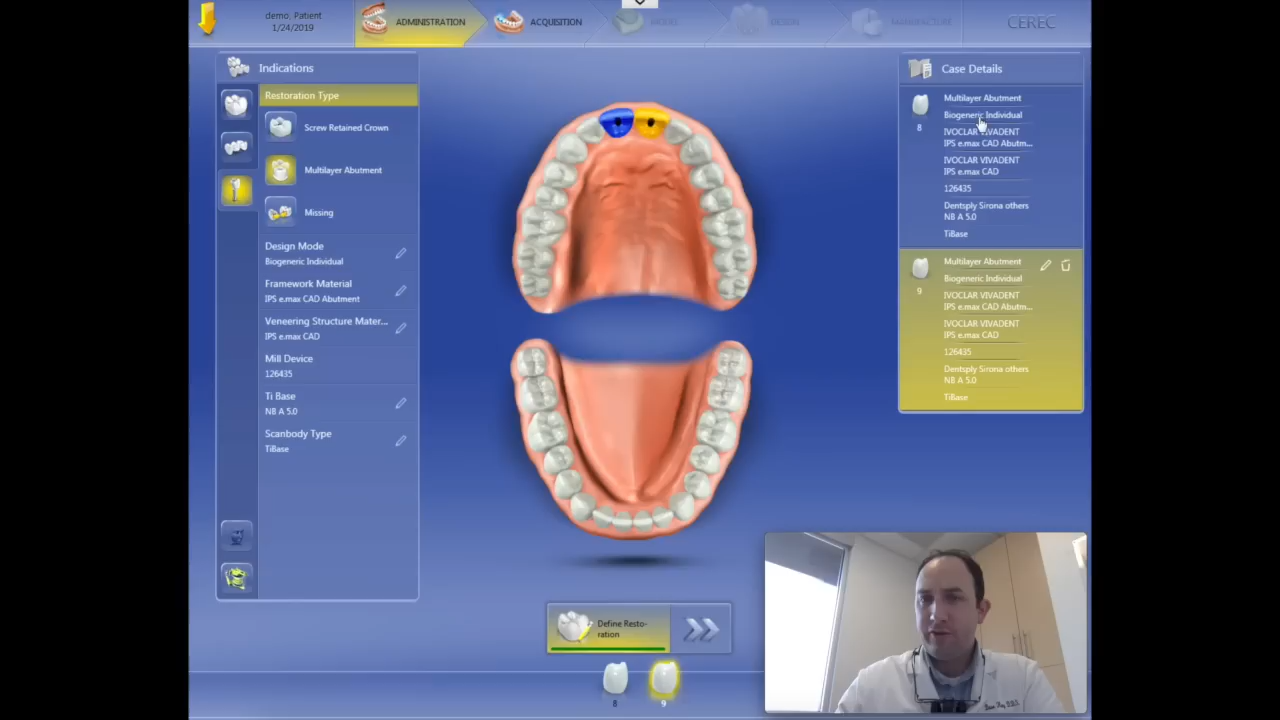 demo, Patient
1/24/2019
ADMINISTRATION
ACQUISITION
MODEL
DESIGN
MANUFACTURE
CEREC
Indications
Restoration Type
Screw Retained Crown
Multilayer Abutment
Missing
Design Mode
Biogeneric Individual
Framework Material
IPS e.max CAD Abutment
Veneering Structure Mater...
IPS e.max CAD
Mill Device
126435
Ti Base
NB A 5.0
Scanbody Type
TiBase
Case Details
Multilayer Abutment
8
Biogeneric Individual
IVOCLAR VIVADENT
IPS e.max CAD Abutm...
IVOCLAR VIVADENT
IPS e.max CAD
126435
Dentsply Sirona others
NB A 5.0
TiBase
Multilayer Abutment
9
Biogeneric Individual
IVOCLAR VIVADENT
IPS e.max CAD Abutm...
IVOCLAR VIVADENT
IPS e.max CAD
126435
Dentsply Sirona others
NB A 5.0
TiBase
Define Resto-
ration
8
9